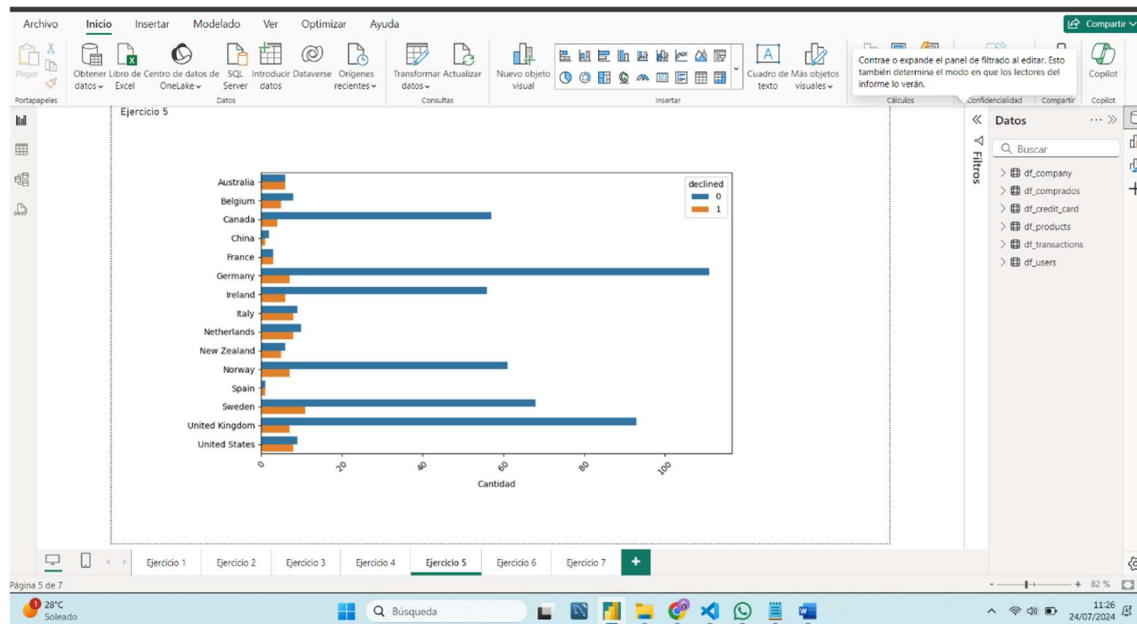 Archivo Inicio Insertar Modelado Ver Optimizar Ayuda Compartir
Pegar
Obtener datos
Libro de Excel
Centro de datos de OneLake
SQL Server
Introducir datos
Dataverse
Orígenes recientes
Transformar datos
Actualizar
Nuevo objeto visual
A
Cuadro de texto
Más objetos visuales
Contrae o expande el panel de filtrado al editar. Esto
también determina el modo en que los lectores del
informe lo verán.
Copilot
Portapapeles Datos Consultas Insertar Cálculos Confidencialidad Compartir Copilot
Ejercicio 5
Filtros
Datos
Buscar
df_company
df_comprados
df_credit_card
df_products
df_transactions
df_users
declined
0
1
Australia
Belgium
Canada
China
France
Germany
Ireland
Italy
Netherlands
New Zealand
Norway
Spain
Sweden
United Kingdom
United States
0 20 40 60 80 100
Cantidad
Ejercicio 1 Ejercicio 2 Ejercicio 3 Ejercicio 4 Ejercicio 5 Ejercicio 6 Ejercicio 7 +
Página 5 de 7
- + 82 %
1
28°C
Soleado
Búsqueda
11:26
24/07/2024